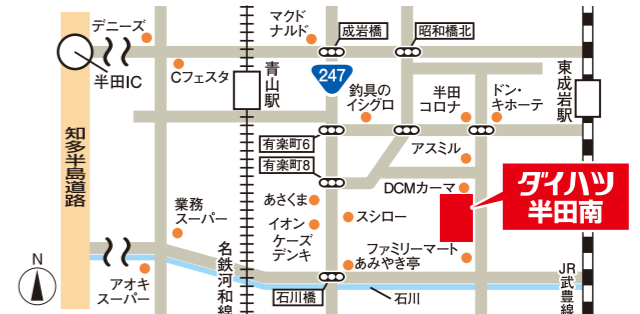 デニーズ
マクド
ナルド
成岩橋
昭和橋北
半田IC
Cフェスタ
青山駅
247
釣具の
イシグロ
半田
コロナ
ドン・
キホーテ
東成岩駅
知多半島道路
有楽町6
アスミル
有楽町8
DCMカーマ
ダイハツ
半田南
業務
スーパー
あさくま
スシロー
イオン
ケーズ
デンキ
ファミリーマート
あみやき亭
名鉄河和線
N
アオキ
スーパー
石川橋
石川
JR
武豊線